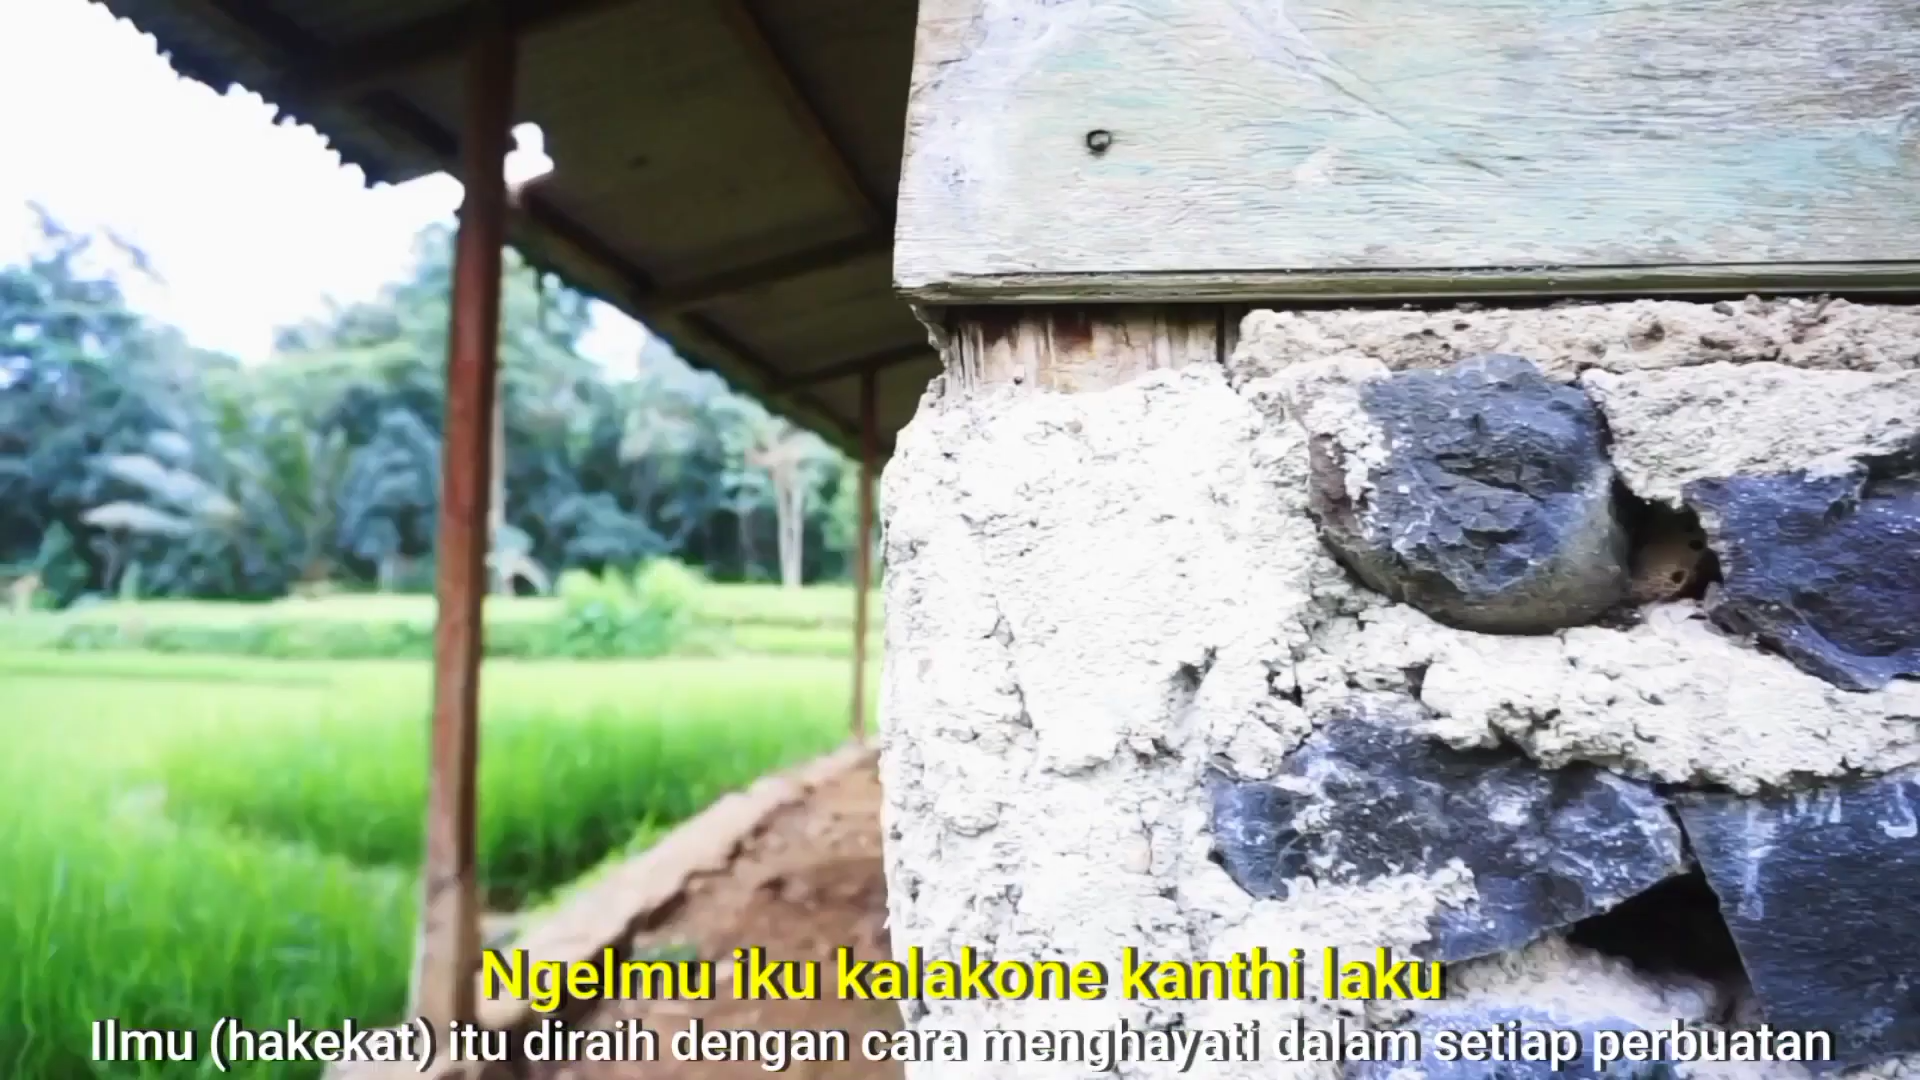 Ngelmu iku kalakone kanthi laku
Ilmu (hakekat) itu diraih dengan cara menghayati dalam setiap perbuatan